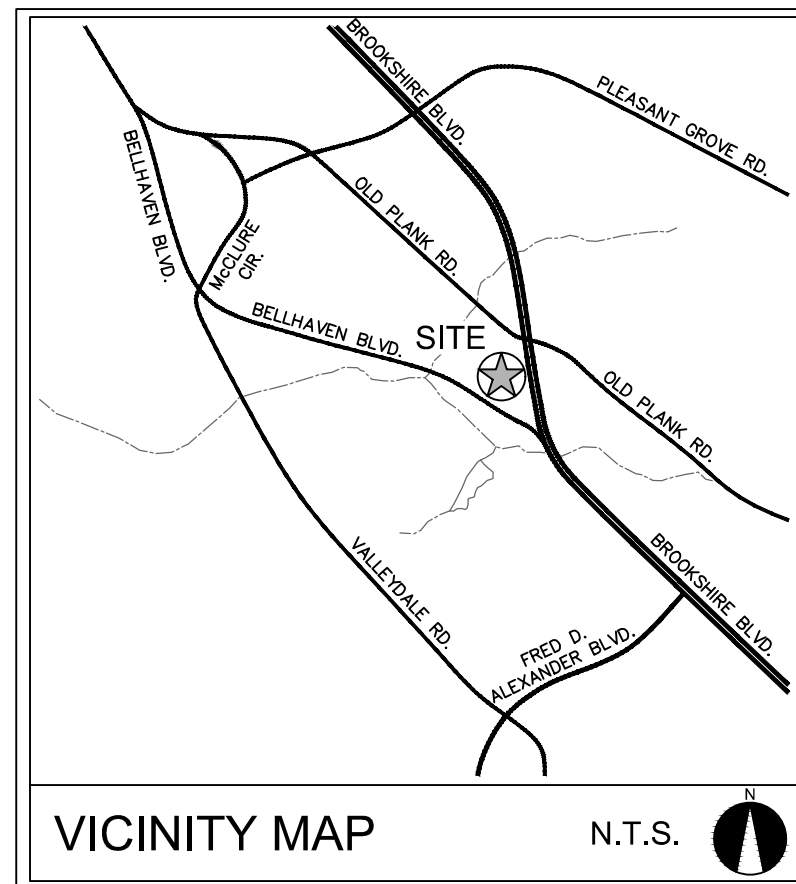 BROOKSHIRE BLVD.
PLEASANT GROVE RD.
BELLHAVEN BLVD.
OLD PLANK RD.
McCLURE
CIR.
BELLHAVEN BLVD.
SITE
OLD PLANK RD.
VALLEYDALE RD.
BROOKSHIRE BLVD.
FRED D.
ALEXANDER BLVD.
VICINITY MAP
N.T.S.
N